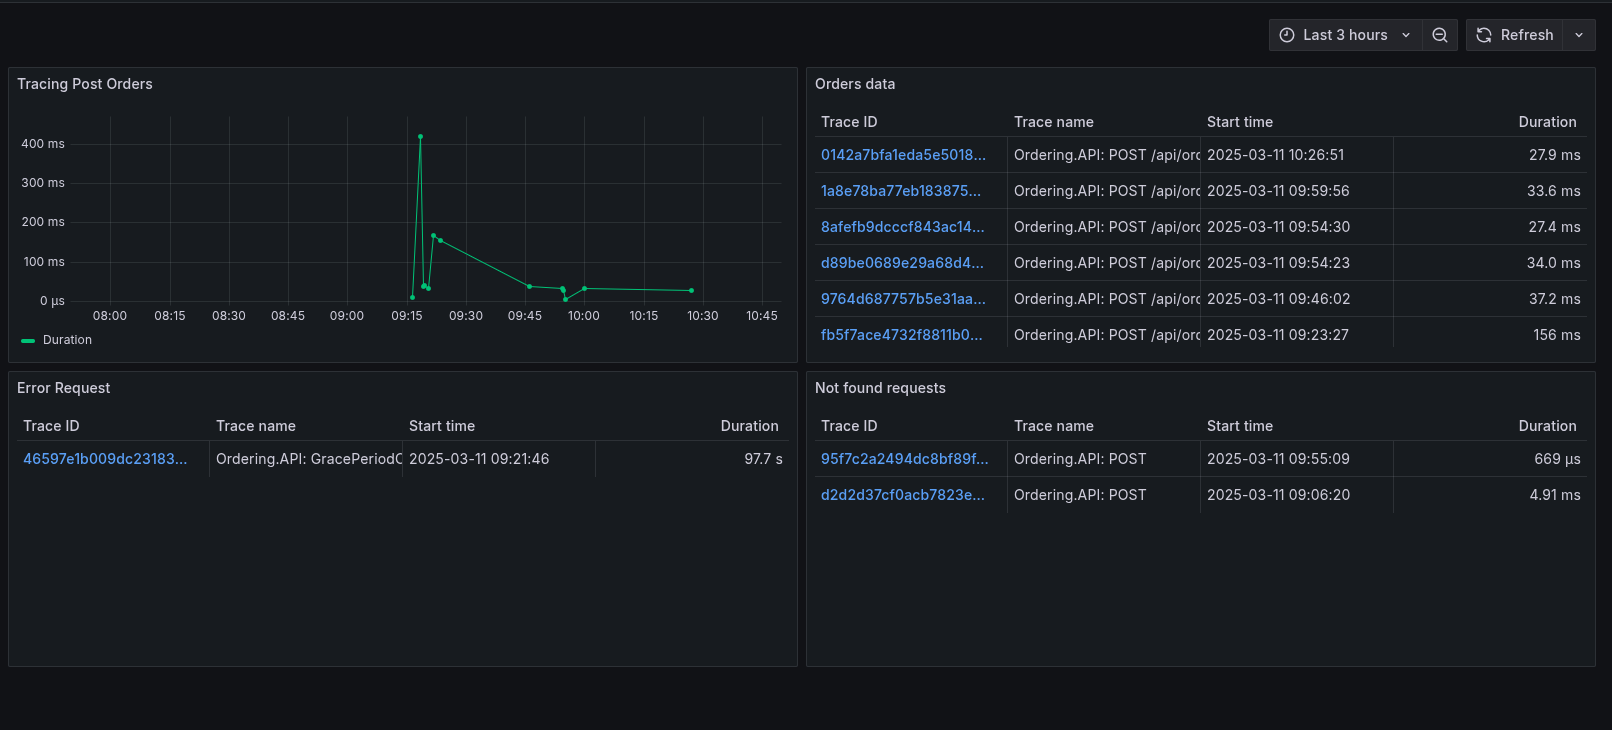 Last 3 hours
Refresh
Tracing Post Orders
400 ms
300 ms
200 ms
100 ms
0 µs
08:00 08:15 08:30 08:45 09:00 09:15 09:30 09:45 10:00 10:15 10:30 10:45
Duration
Orders data
Trace ID Trace name Start time Duration
0142a7bfa1eda5e5018... Ordering.API: POST /api/orc 2025-03-11 10:26:51 27.9 ms
1a8e78ba77eb183875... Ordering.API: POST /api/orc 2025-03-11 09:59:56 33.6 ms
8afefb9dcccf843ac14... Ordering.API: POST /api/orc 2025-03-11 09:54:30 27.4 ms
d89be0689e29a68d4... Ordering.API: POST /api/orc 2025-03-11 09:54:23 34.0 ms
9764d687757b5e31aa... Ordering.API: POST /api/orc 2025-03-11 09:46:02 37.2 ms
fb5f7ace4732f8811b0... Ordering.API: POST /api/orc 2025-03-11 09:23:27 156 ms
Error Request
Trace ID Trace name Start time Duration
46597e1b009dc23183... Ordering.API: GracePeriodC 2025-03-11 09:21:46 97.7 s
Not found requests
Trace ID Trace name Start time Duration
95f7c2a2494dc8bf89f... Ordering.API: POST 2025-03-11 09:55:09 669 µs
d2d2d37cf0acb7823e... Ordering.API: POST 2025-03-11 09:06:20 4.91 ms